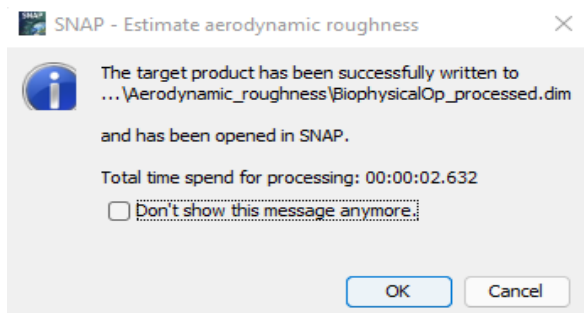 SNAP - Estimate aerodynamic roughness
The target product has been successfully written to
...\Aerodynamic_roughness\BiophysicalOp_processed.dim
and has been opened in SNAP.
Total time spend for processing: 00:00:02.632
Don't show this message anymore.
OK Cancel